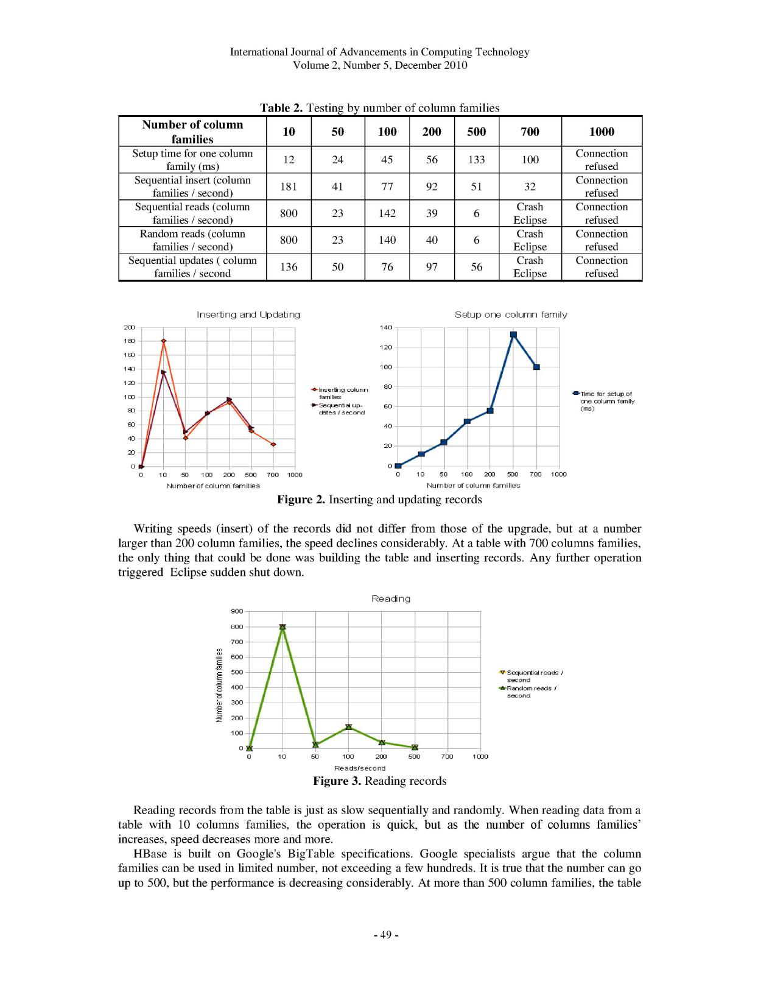 International Journal of Advancements in Computing Technology
Volume 2, Number 5, December 2010
Table 2. Testing by number of column families
Number of column families 10 50 100 200 500 700 1000
Setup time for one column family (ms) 12 24 45 56 133 100 Connection refused
Sequential insert (column families / second) 181 41 77 92 51 32 Connection refused
Sequential reads (column families / second) 800 23 142 39 6 Crash Eclipse Connection refused
Random reads (column families / second) 800 23 140 40 6 Crash Eclipse Connection refused
Sequential updates ( column families / second 136 50 76 97 56 Crash Eclipse Connection refused
Inserting and Updating
200
180
160
140
120
100
80
60
40
20
0
0 10 50 100 200 500 700 1000
Number of column families
Inserting column
families
Sequential up-
dates / second
Setup one column family
140
120
100
80
60
40
20
0
0 10 50 100 200 500 700 1000
Number of column families
Time for setup of
one column family
(ms)
Figure 2. Inserting and updating records
Writing speeds (insert) of the records did not differ from those of the upgrade, but at a number
larger than 200 column families, the speed declines considerably. At a table with 700 columns families,
the only thing that could be done was building the table and inserting records. Any further operation
triggered Eclipse sudden shut down.
Reading
900
800
700
600
500
400
300
200
100
0
Number of column families
0 10 50 100 200 500 700 1000
Reads/second
Sequential reads /
second
Random reads /
second
Figure 3. Reading records
Reading records from the table is just as slow sequentially and randomly. When reading data from a
table with 10 columns families, the operation is quick, but as the number of columns families'
increases, speed decreases more and more.
HBase is built on Google's BigTable specifications. Google specialists argue that the column
families can be used in limited number, not exceeding a few hundreds. It is true that the number can go
up to 500, but the performance is decreasing considerably. At more than 500 column families, the table
- 49 -